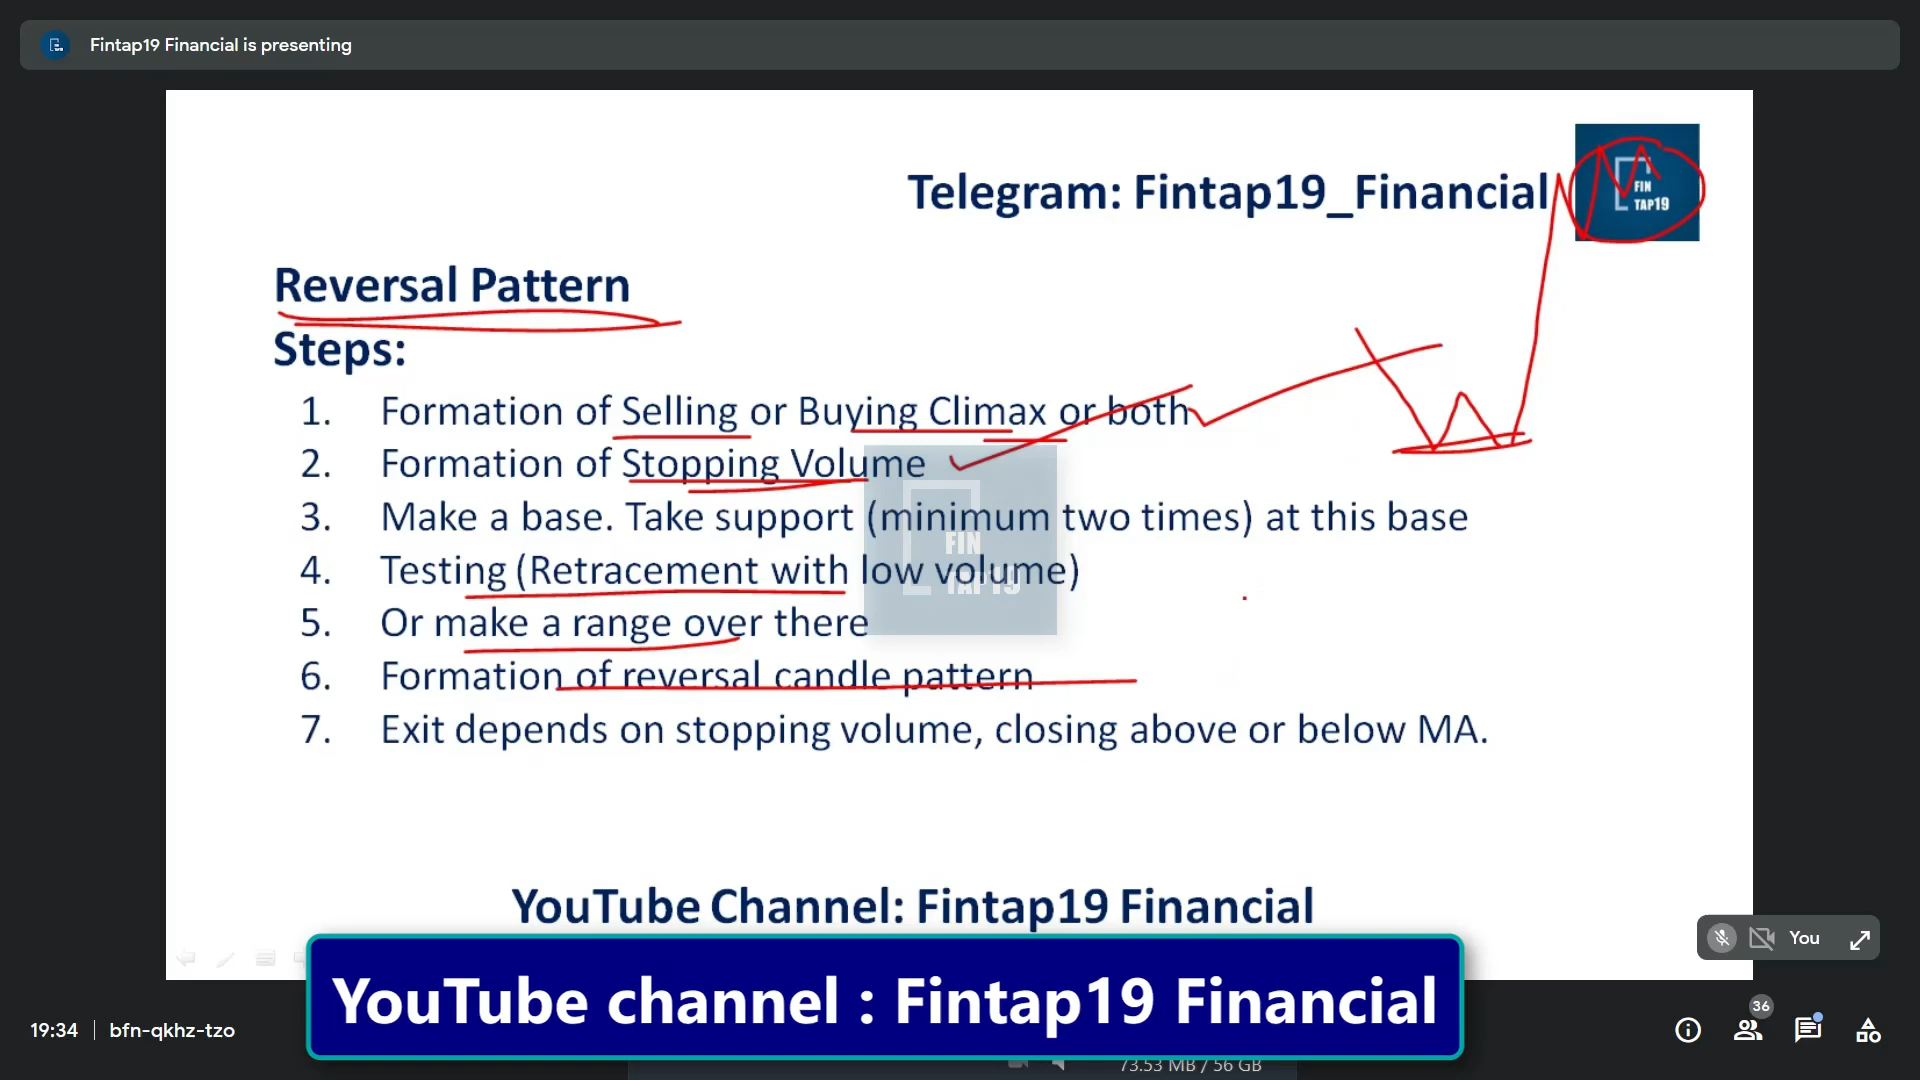 Fintap19 Financial is presenting
Telegram: Fintap19_Financial
FIN
TAP19
Reversal Pattern
Steps:
1. Formation of Selling or Buying Climax or both
2. Formation of Stopping Volume
3. Make a base. Take support (minimum two times) at this base
4. Testing (Retracement with low volume)
5. Or make a range over there
6. Formation of reversal candle pattern
7. Exit depends on stopping volume, closing above or below MA.
FIN
TAP19
YouTube Channel: Fintap19 Financial
YouTube channel : Fintap19 Financial
You
19:34 | bfn-qkhz-tzo
36
73.53 MB / 56 GB